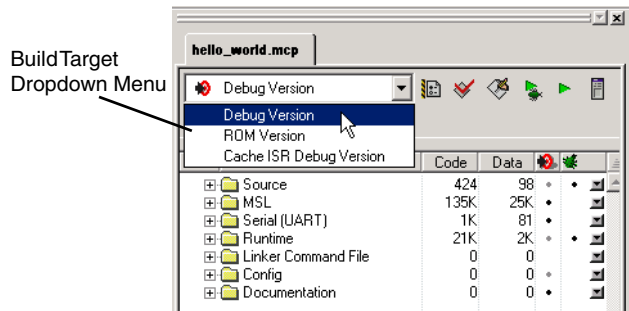 hello_world.mcp
BuildTarget
Dropdown Menu
Debug Version
Debug Version
ROM Version
Cache ISR Debug Version
Code Data
Source 424 98
MSL 135K 25K
Serial (UART) 1K 81
Runtime 21K 2K
Linker Command File 0 0
Config 0 0
Documentation 0 0